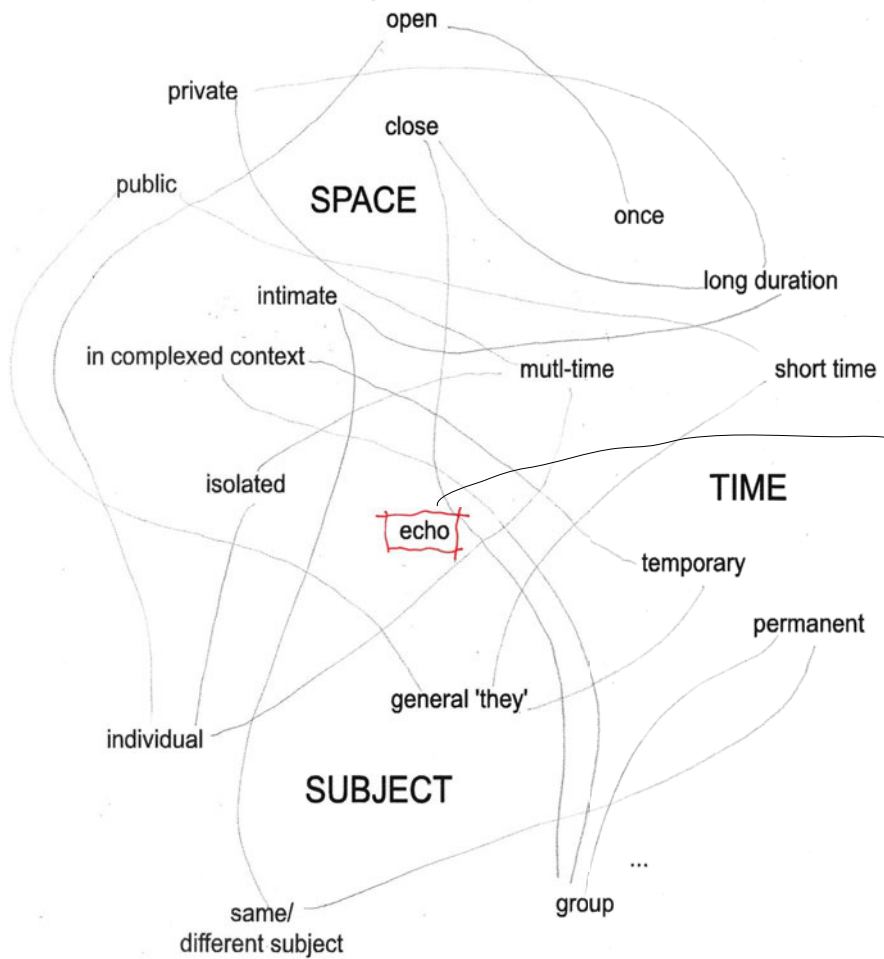 open
private
close
public
SPACE
once
long duration
intimate
in complexed context
mutl-time
short time
isolated
TIME
echo
temporary
permanent
general 'they'
individual
SUBJECT
...
group
same/
different subject